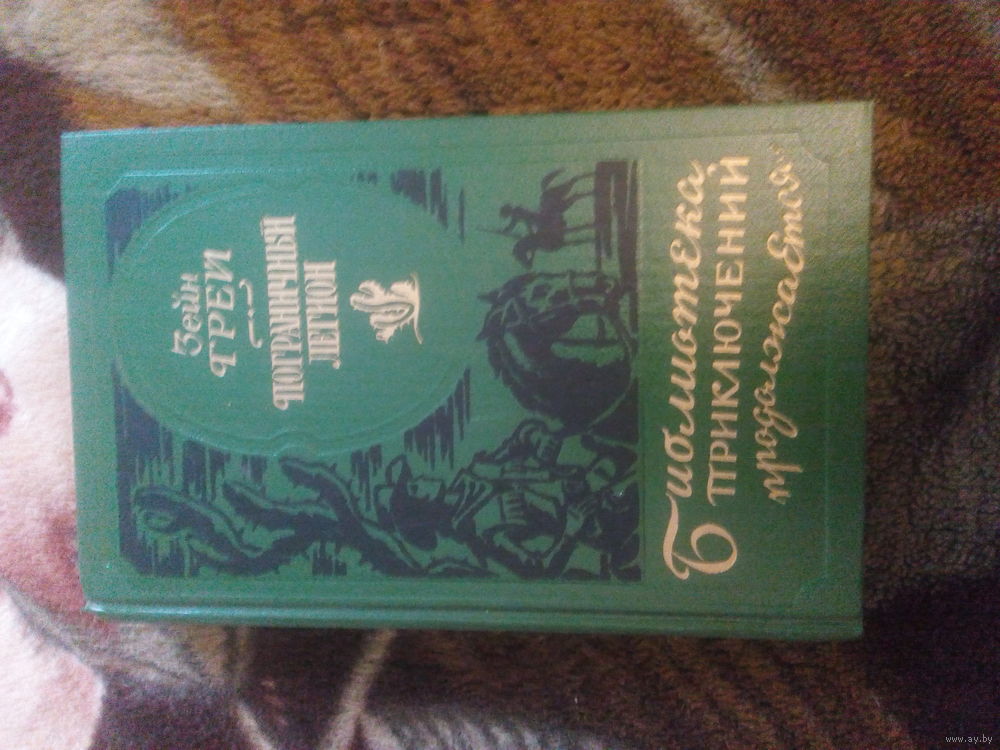 Зейн
ГРЕЙ
ПОГРАНИЧНЫЙ
ЛЕГИОН
Библиотека
ПРИКЛЮЧЕНИЙ
продолжается...
www.ay.by